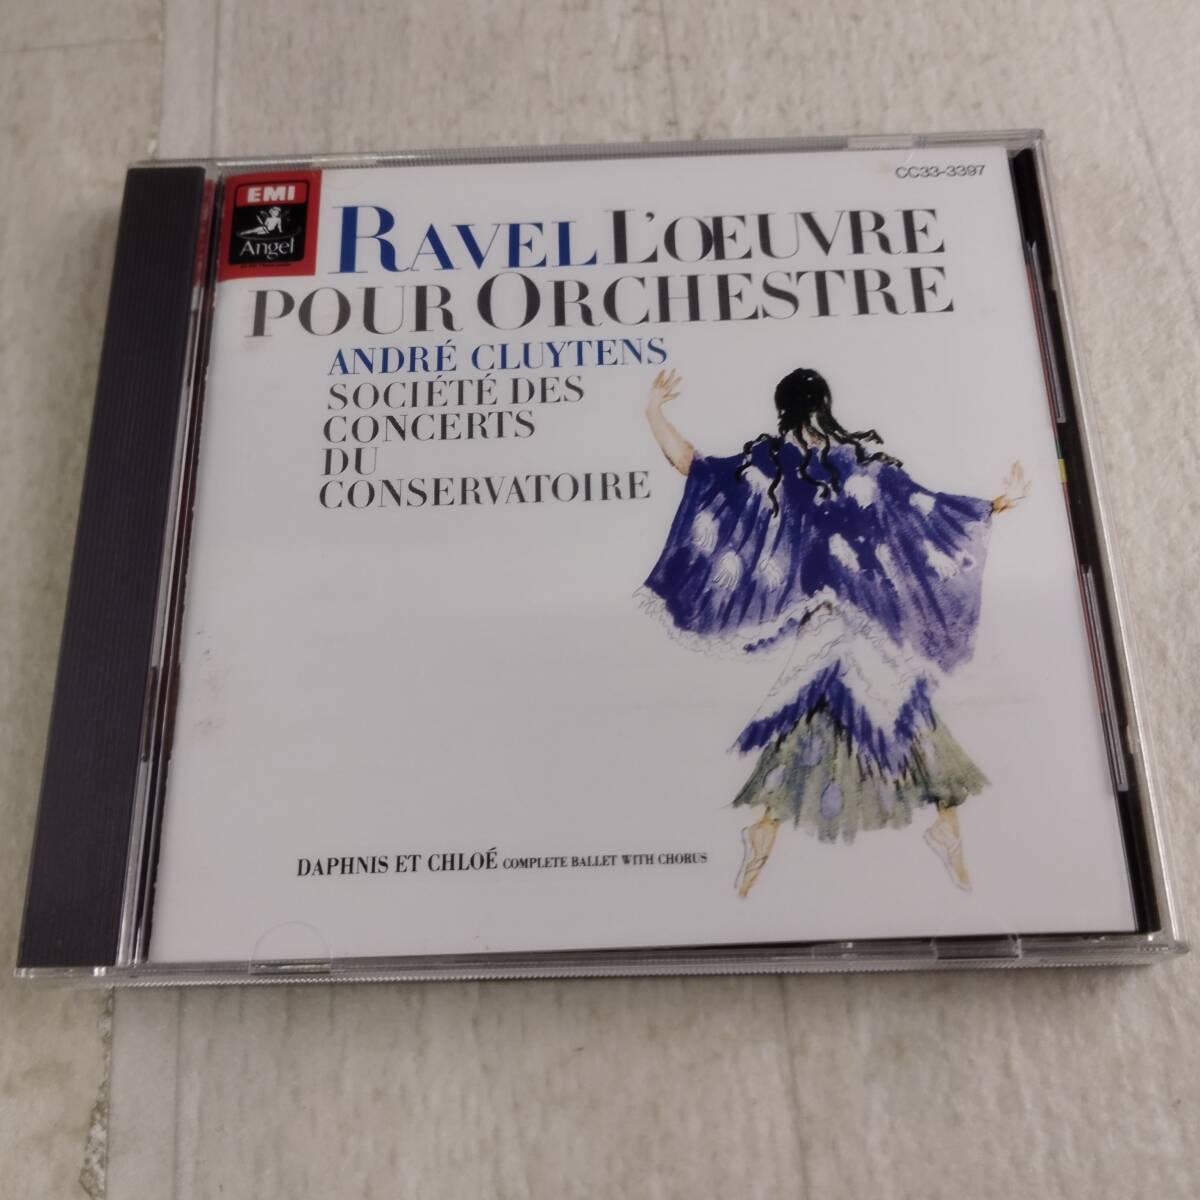 CC33-3397
EMI
Angel
RAVEL L'ŒUVRE
POUR ORCHESTRE
ANDRÉ CLUYTENS
SOCIÉTÉ DES
CONCERTS
DU
CONSERVATOIRE
DAPHNIS ET CHLOÉ COMPLETE BALLET WITH CHORUS